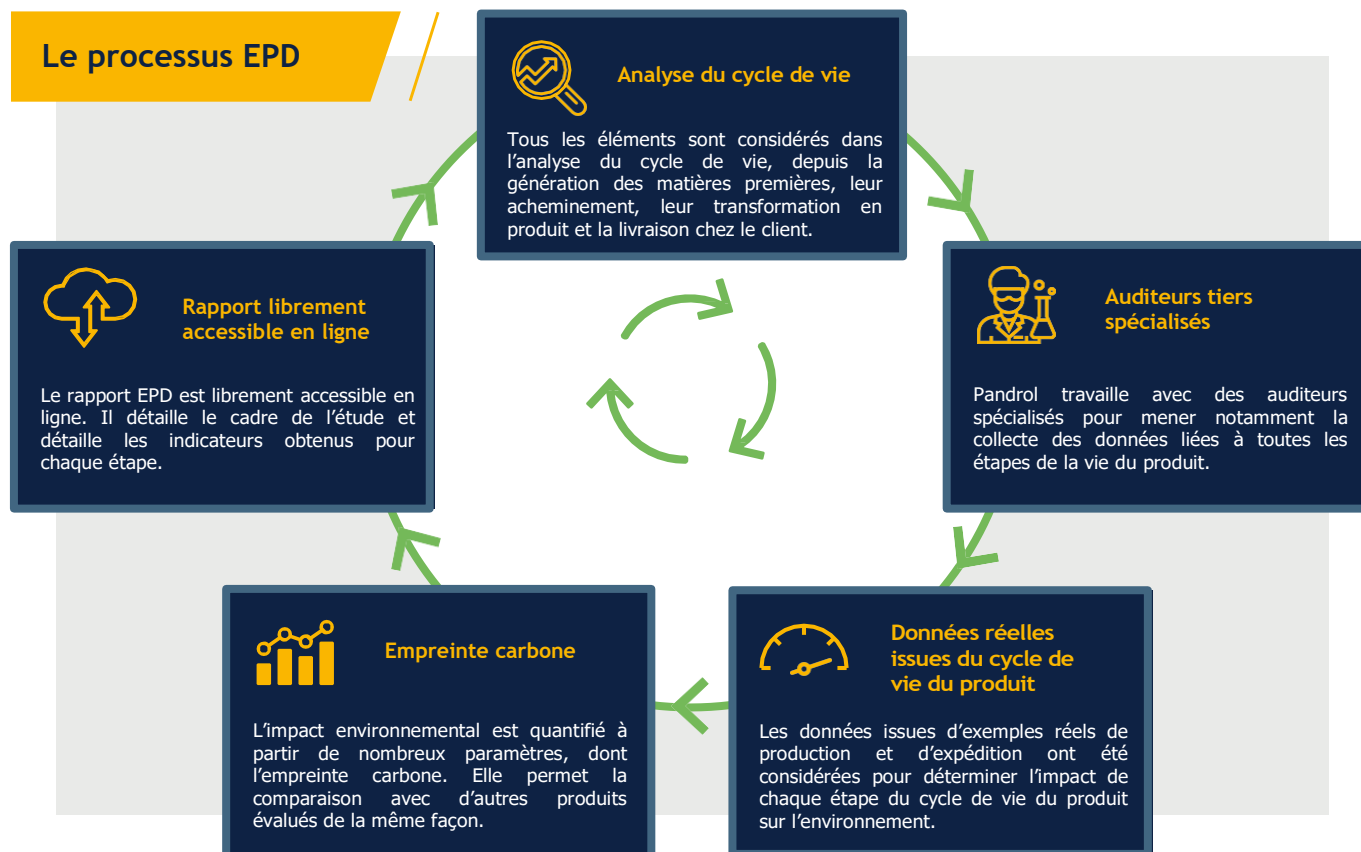 Le processus EPD
Analyse du cycle de vie
Tous les éléments sont considérés dans
l’analyse du cycle de vie, depuis la
génération des matières premières, leur
acheminement, leur transformation en
produit et la livraison chez le client.
Auditeurs tiers
spécialisés
Pandrol travaille avec des auditeurs
spécialisés pour mener notamment la
collecte des données liées à toutes les
étapes de la vie du produit.
Données réelles
issues du cycle de
vie du produit
Les données issues d’exemples réels de
production et d’expédition ont été
considérées pour déterminer l’impact de
chaque étape du cycle de vie du produit
sur l’environnement.
Empreinte carbone
L’impact environnemental est quantifié à
partir de nombreux paramètres, dont
l’empreinte carbone. Elle permet la
comparaison avec d’autres produits
évalués de la même façon.
Rapport librement
accessible en ligne
Le rapport EPD est librement accessible en
ligne. Il détaille le cadre de l’étude et
détaille les indicateurs obtenus pour
chaque étape.